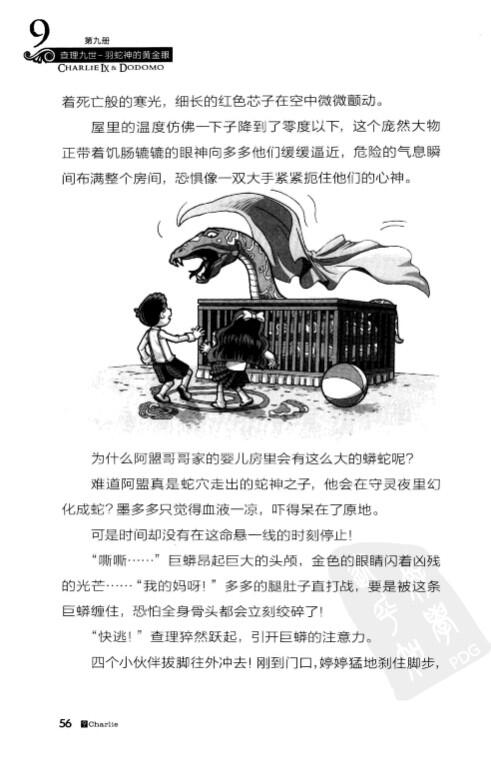 9
第九册
查理九世-羽蛇神的黄金眼
CHARLIE IX & DODOMO
着死亡般的寒光，细长的红色芯子在空中微微颤动。
屋里的温度仿佛一下子降到了零度以下，这个庞然大物
正带着饥肠辘辘的眼神向多多他们缓缓逼近，危险的气息瞬
间布满整个房间，恐惧像一双大手紧紧扼住他们的心神。
为什么阿盟哥哥家的婴儿房里会有这么大的蟒蛇呢？
难道阿盟真是蛇穴走出的蛇神之子，他会在守灵夜里幻
化成蛇？墨多多只觉得血液一凉，吓得呆在了原地。
可是时间却没有在这命悬一线的时刻停止！
“嘶嘶……”巨蟒昂起巨大的头颅，金色的眼睛闪着凶残
的光芒……“我的妈呀！”多多的腿肚子直打战，要是被这条
巨蟒缠住，恐怕全身骨头都会立刻绞碎了！
“快逃！”查理猝然跃起，引开巨蟒的注意力。
四个小伙伴拔脚往外冲去！刚到门口，婷婷猛地刹住脚步，
PDG
56 Charlie